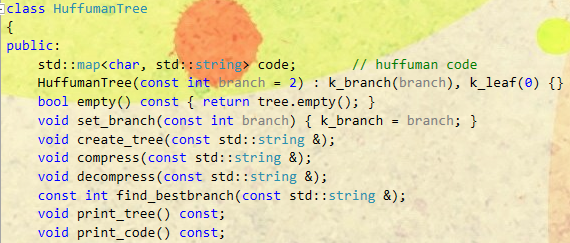 class HuffumanTree
{
public:
    std::map<char, std::string> code;        // huffuman code
    HuffumanTree(const int branch = 2) : k_branch(branch), k_leaf(0) {}
    bool empty() const { return tree.empty(); }
    void set_branch(const int branch) { k_branch = branch; }
    void create_tree(const std::string &);
    void compress(const std::string &);
    void decompress(const std::string &);
    const int find_bestbranch(const std::string &);
    void print_tree() const;
    void print_code() const;